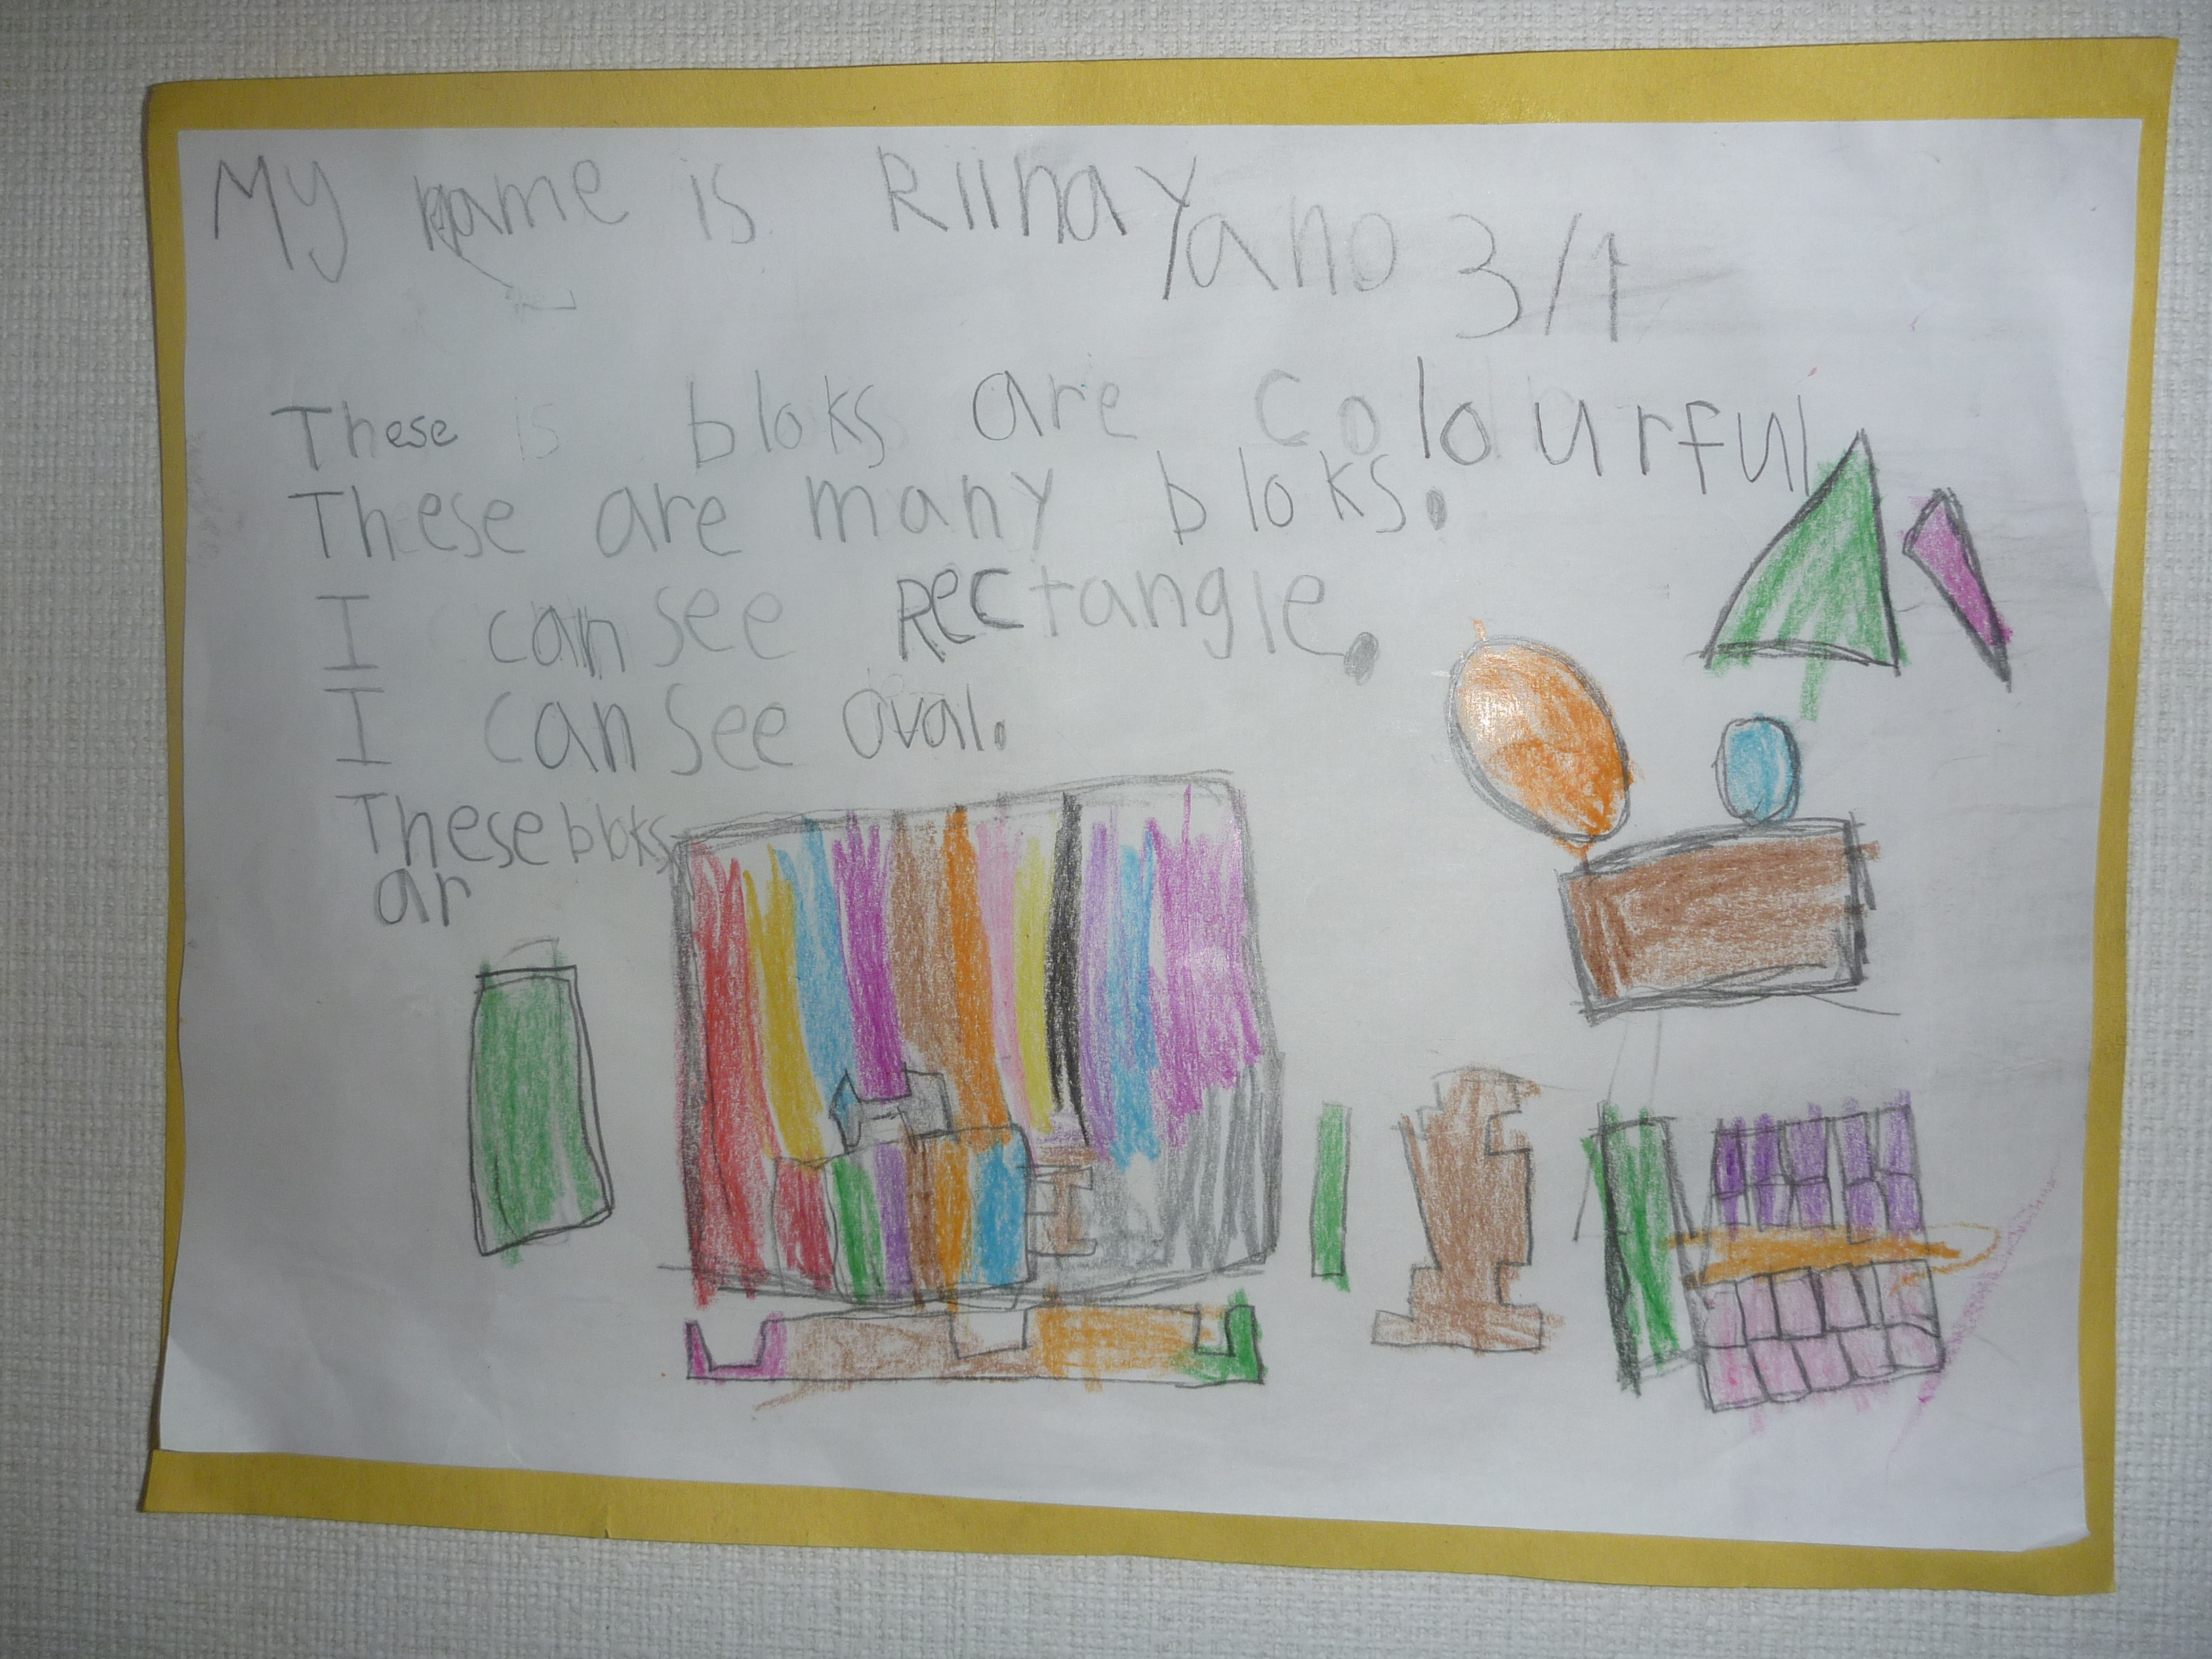 My name is Riina Yano 3/1
These is bloks are colourful
These are many bloks.
I can see Rectangle.
I can see oval.
These bloks
ar